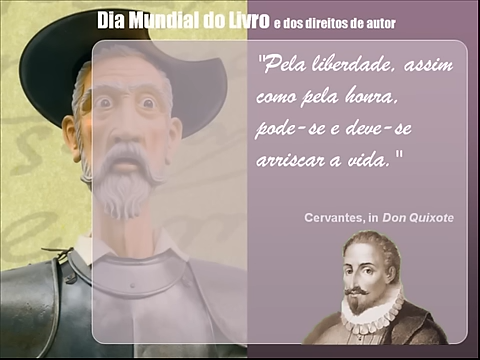 Dia Mundial do Livro e dos direitos de autor
"Pela liberdade, assim
como pela honra,
pode-se e deve-se
arriscar a vida."
Cervantes, in Don Quixote